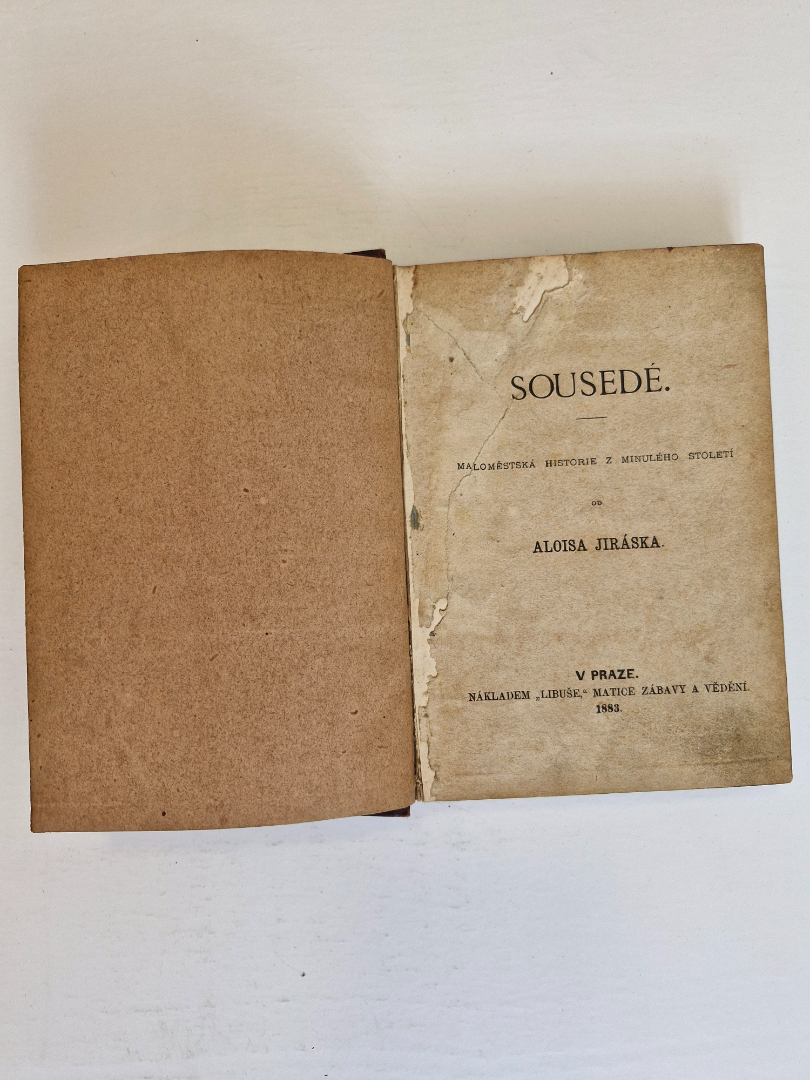 SOUSEDÉ.
MALOMĚSTSKÁ HISTORIE Z MINULÉHO STOLETÍ
OD
ALOISA JIRÁSKA.
V PRAZE.
NÁKLADEM „LIBUŠE,“ MATICE ZÁBAVY A VĚDĚNÍ.
1883.